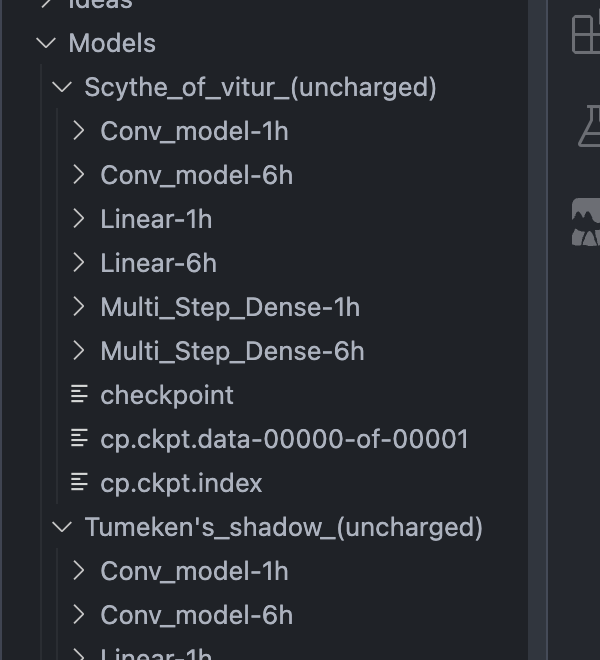 Ideas
Models
Scythe_of_vitur_(uncharged)
Conv_model-1h
Conv_model-6h
Linear-1h
Linear-6h
Multi_Step_Dense-1h
Multi_Step_Dense-6h
checkpoint
cp.ckpt.data-00000-of-00001
cp.ckpt.index
Tumeken's_shadow_(uncharged)
Conv_model-1h
Conv_model-6h
Linear-1h